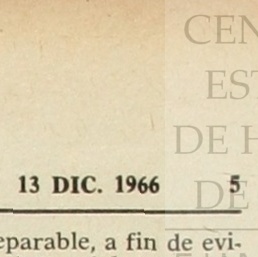 CEN
EST
DE H
13 DIC. 1966 5
DE
eparable, a fin de evi-